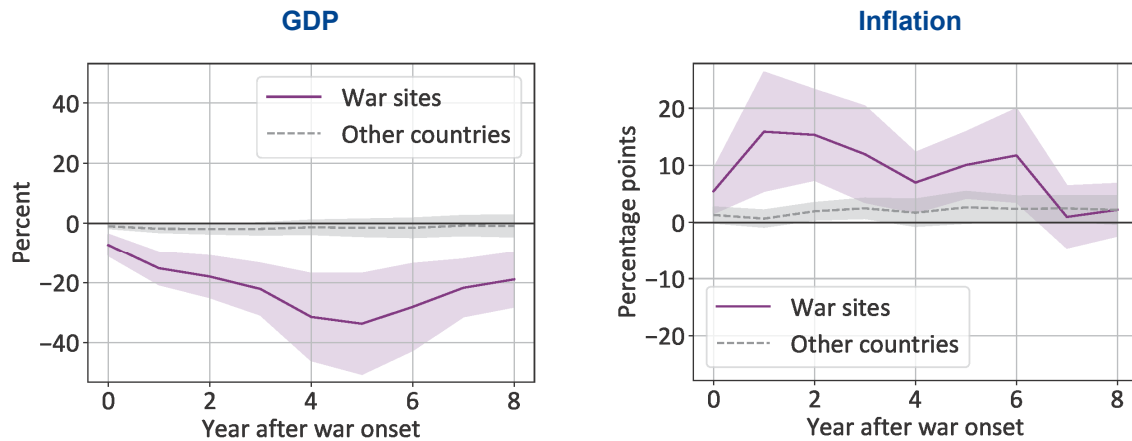 GDP
Percent
40
20
0
−20
−40
War sites
Other countries
0 2 4 6 8
Year after war onset
Inflation
Percentage points
20
10
0
−10
−20
War sites
Other countries
0 2 4 6 8
Year after war onset